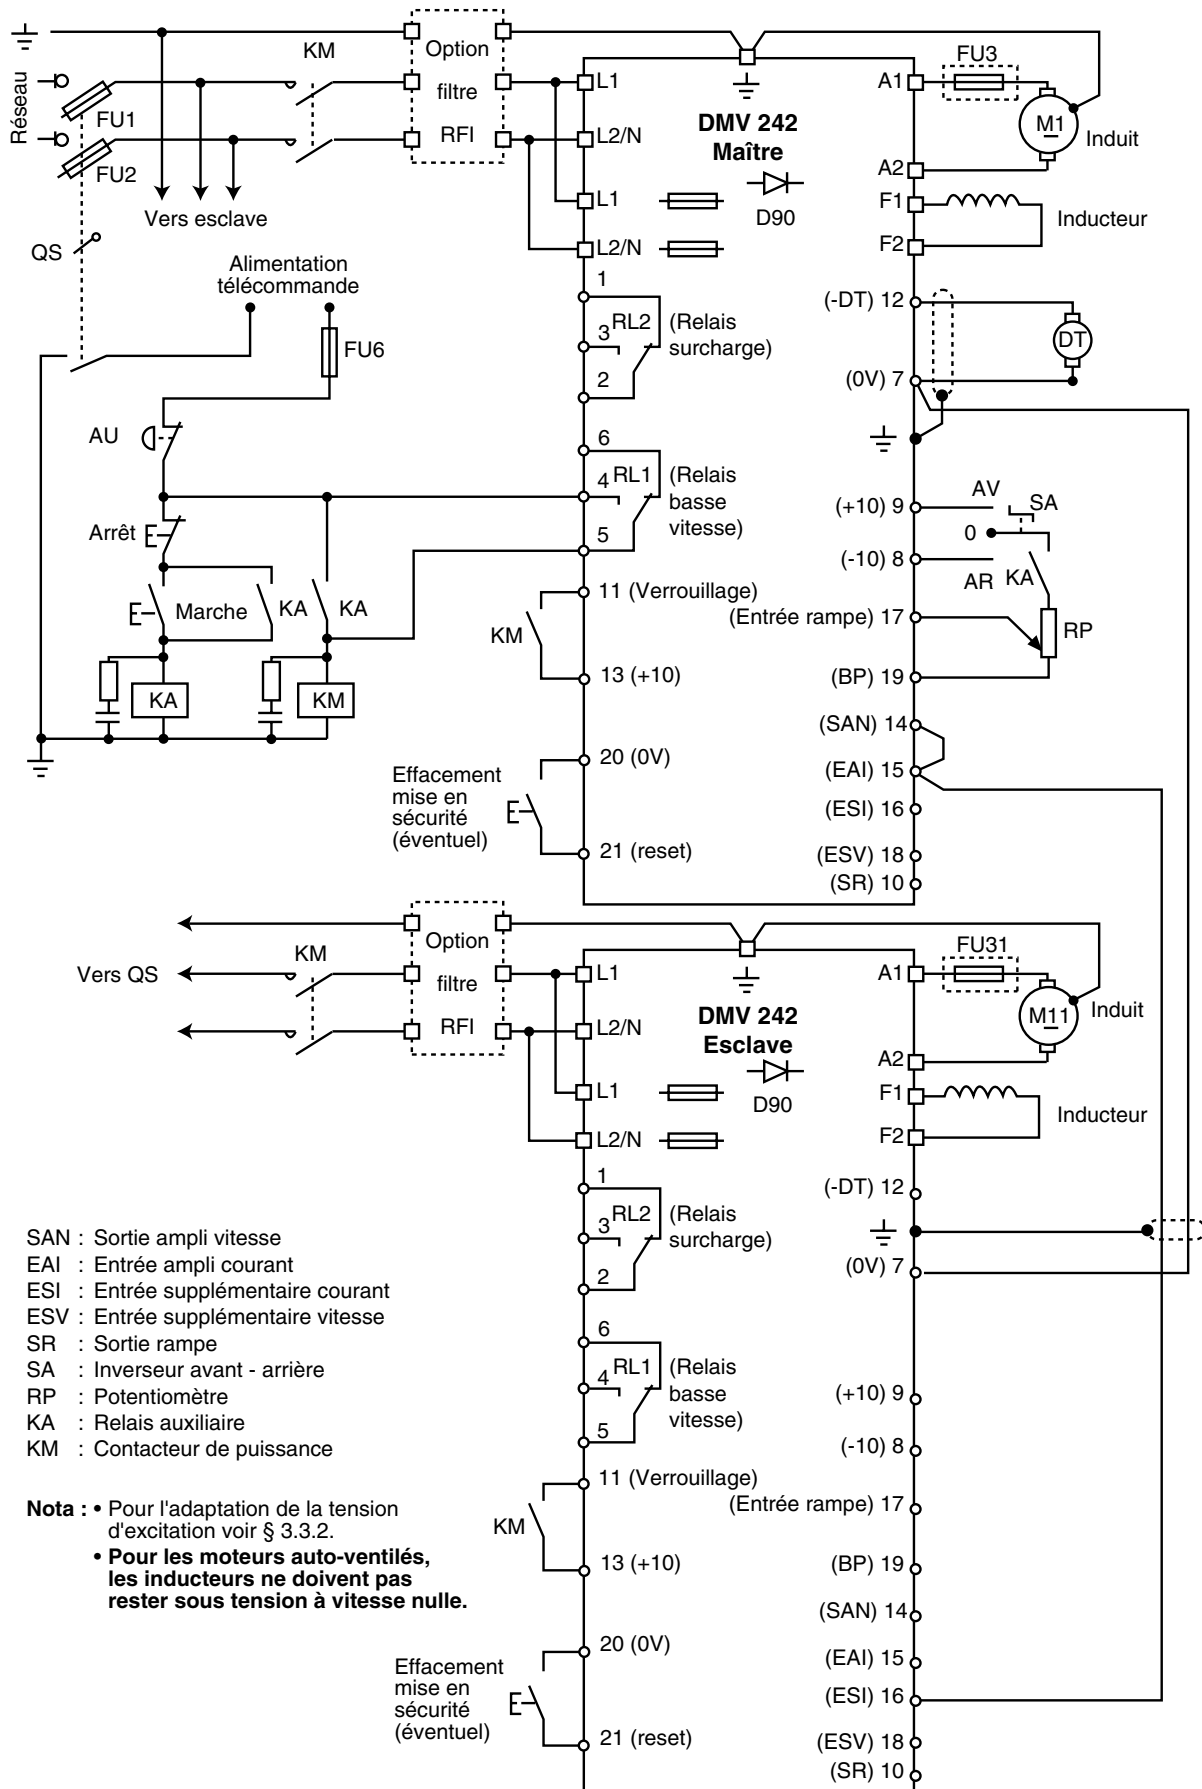 Réseau
FU1
FU2
KM
Option
filtre
RFI
Vers esclave
QS
Alimentation
télécommande
FU6
AU
Arrêt
Marche
KA
KA
KA
KM
L1
L2/N
L1
L2/N
DMV 242
Maître
D90
A1
FU3
M1
Induit
A2
F1
Inducteur
F2
1
3 RL2 (Relais
surcharge)
2
6
4 RL1 (Relais
basse
vitesse)
5
KM
11 (Verrouillage)
13 (+10)
Effacement
mise en
sécurité
(éventuel)
20 (0V)
21 (reset)
(-DT) 12
DT
(0V) 7
(+10) 9
AV
SA
0
(-10) 8
AR
KA
(Entrée rampe) 17
RP
(BP) 19
(SAN) 14
(EAI) 15
(ESI) 16
(ESV) 18
(SR) 10
Vers QS
KM
Option
filtre
RFI
L1
L2/N
L1
L2/N
DMV 242
Esclave
D90
A1
FU31
M11
Induit
A2
F1
Inducteur
F2
1
3 RL2 (Relais
surcharge)
2
6
4 RL1 (Relais
basse
vitesse)
5
KM
11 (Verrouillage)
13 (+10)
Effacement
mise en
sécurité
(éventuel)
20 (0V)
21 (reset)
(-DT) 12
(0V) 7
(+10) 9
(-10) 8
(Entrée rampe) 17
(BP) 19
(SAN) 14
(EAI) 15
(ESI) 16
(ESV) 18
(SR) 10
SAN : Sortie ampli vitesse
EAI : Entrée ampli courant
ESI : Entrée supplémentaire courant
ESV : Entrée supplémentaire vitesse
SR : Sortie rampe
SA : Inverseur avant - arrière
RP : Potentiomètre
KA : Relais auxiliaire
KM : Contacteur de puissance
Nota : • Pour l'adaptation de la tension
d'excitation voir § 3.3.2.
• Pour les moteurs auto-ventilés,
les inducteurs ne doivent pas
rester sous tension à vitesse nulle.